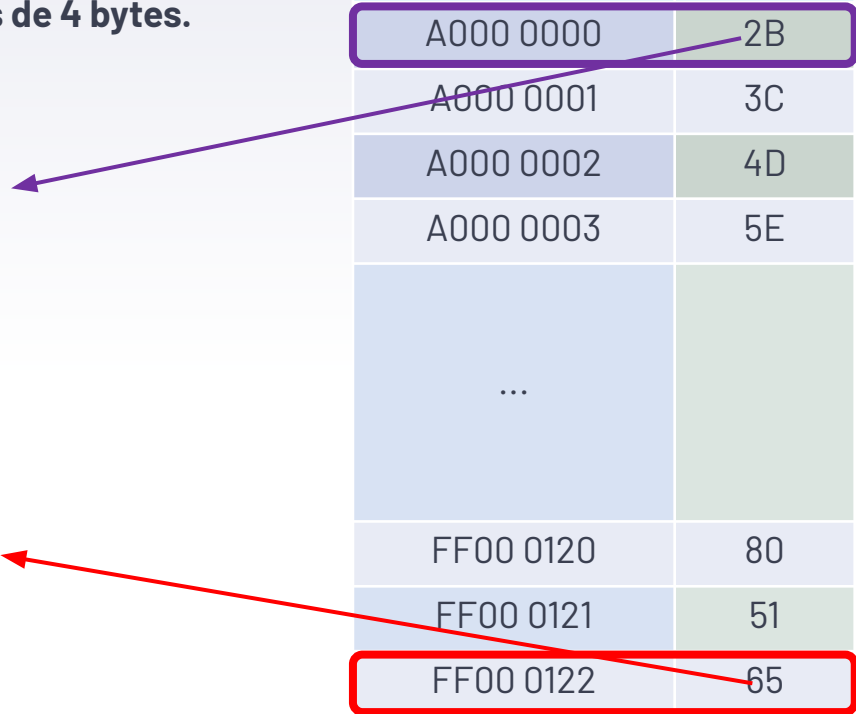 de 4 bytes.
A000 0000 2B
A000 0001 3C
A000 0002 4D
A000 0003 5E
...
FF00 0120 80
FF00 0121 51
FF00 0122 65